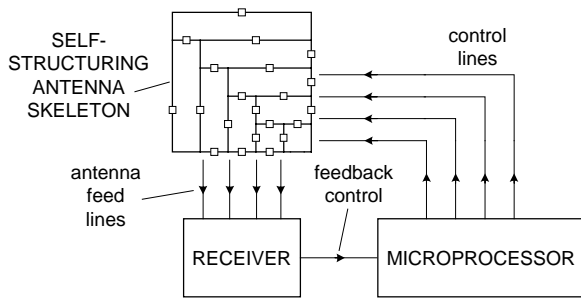 SELF-
STRUCTURING
ANTENNA
SKELETON
control
lines
antenna
feed
lines
feedback
control
RECEIVER
MICROPROCESSOR